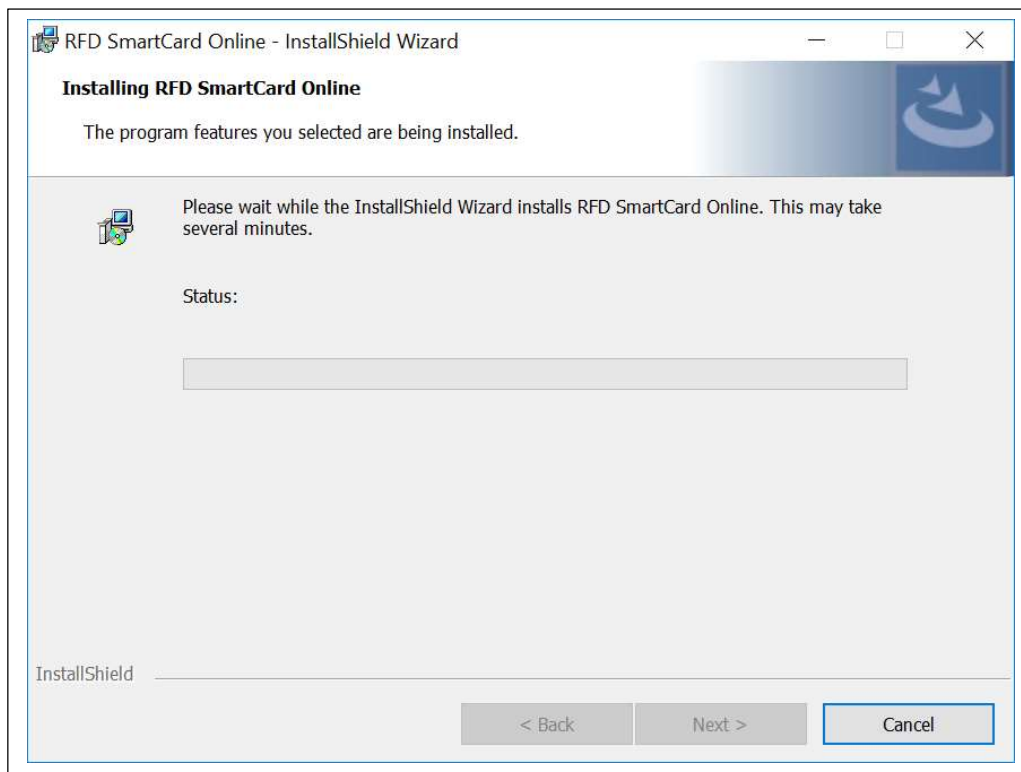 RFD SmartCard Online - InstallShield Wizard
Installing RFD SmartCard Online
The program features you selected are being installed.
Please wait while the InstallShield Wizard installs RFD SmartCard Online. This may take
several minutes.
Status:
InstallShield
< Back
Next >
Cancel